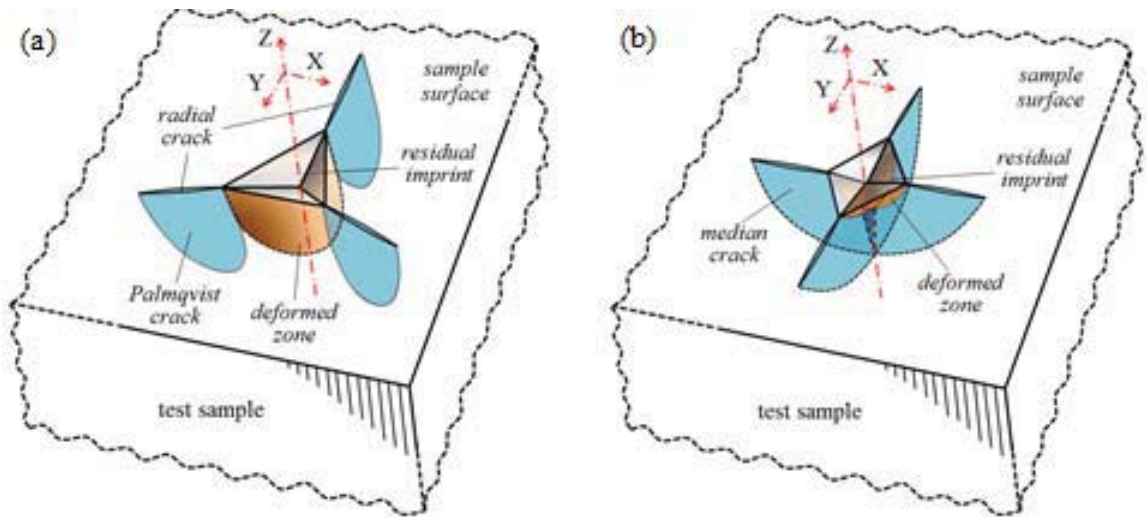 (a)
Z
X
Y
sample
surface
radial
crack
residual
imprint
Palmqvist
crack
deformed
zone
test sample
(b)
Z
X
Y
sample
surface
residual
imprint
median
crack
deformed
zone
test sample